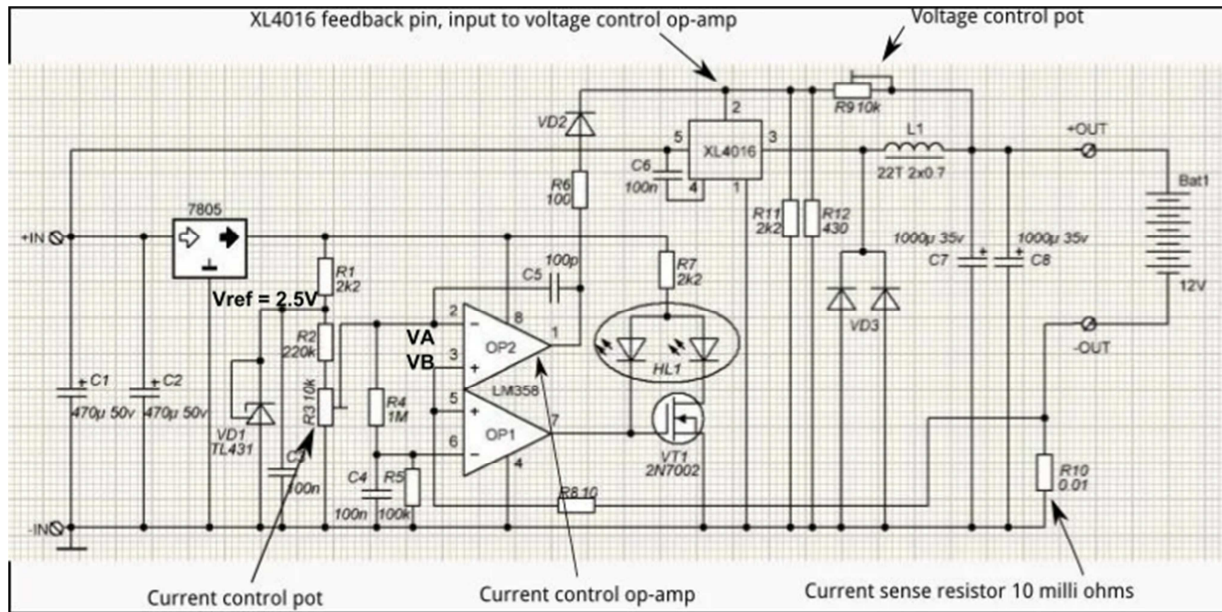 XL4016 feedback pin, input to voltage control op-amp
Voltage control pot
2
R9 10k
VD2
5
XL4016
3
L1
+OUT
C6
100n
4
1
22T 2x0.7
Bat1
R6
100
7805
R11
2k2
R12
430
+IN
1000µ 35v
1000µ 35v
100p
C5
R7
2k2
C7
C8
R1
2k2
12V
Vref = 2.5V
2
VA
8
1
VD3
R2
220k
VB
3
OP2
HL1
-OUT
C1
470µ 50v
C2
470µ 50v
R3 10k
R4
1M
LM358
5
OP1
7
VD1
TL431
6
VT1
2N7002
C3
100n
C4
100n
R5
100k
4
R8 10
R10
0.01
-IN
Current control pot
Current control op-amp
Current sense resistor 10 milli ohms